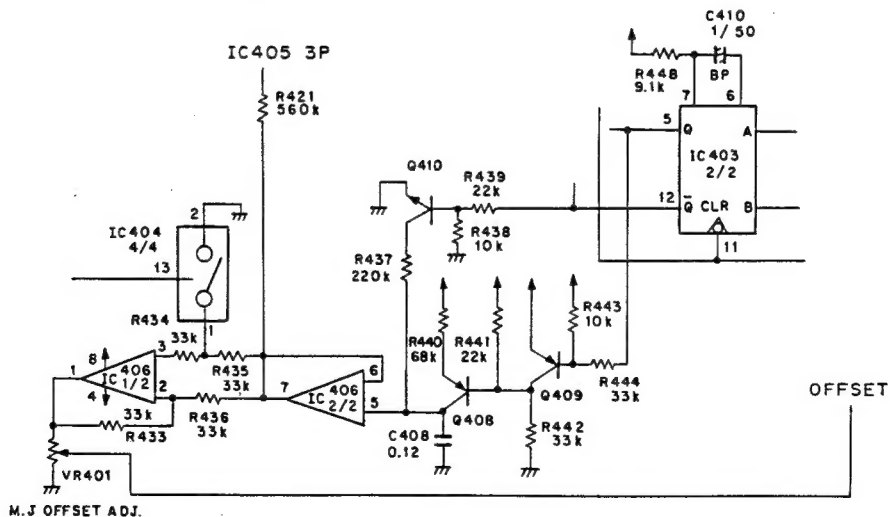 C410
1/50
BP
R448
9.1k
7
6
IC405 3P
R421
560k
5
Q
A
IC403
2/2
12
Q̅
CLR
B
11
Q410
R439
22k
R438
10k
2
IC404
4/4
13
1
R437
220k
R434
33k
R440
68k
R441
22k
R443
10k
R444
33k
Q409
Q408
R442
33k
C408
0.12
1
8
3
IC 406
1/2
4
2
R435
33k
R436
33k
33k
R433
7
IC 406
2/2
6
5
OFFSET
VR401
M.J OFFSET ADJ.